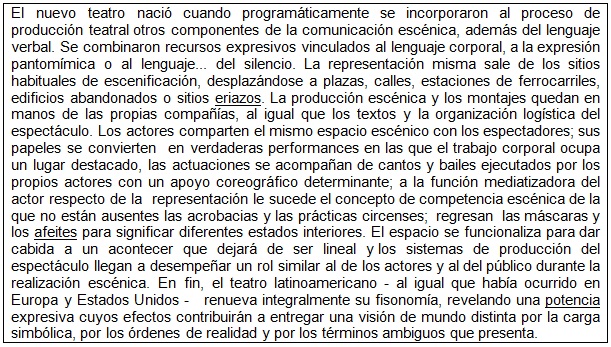 El nuevo teatro nació cuando programáticamente se incorporaron al proceso de
producción teatral otros componentes de la comunicación escénica, además del lenguaje
verbal. Se combinaron recursos expresivos vinculados al lenguaje corporal, a la expresión
pantomímica o al lenguaje... del silencio. La representación misma sale de los sitios
habituales de escenificación, desplazándose a plazas, calles, estaciones de ferrocarriles,
edificios abandonados o sitios eriazos. La producción escénica y los montajes quedan en
manos de las propias compañías, al igual que los textos y la organización logística del
espectáculo. Los actores comparten el mismo espacio escénico con los espectadores; sus
papeles se convierten en verdaderas performances en las que el trabajo corporal ocupa
un lugar destacado, las actuaciones se acompañan de cantos y bailes ejecutados por los
propios actores con un apoyo coreográfico determinante; a la función mediatizadora del
actor respecto de la representación le sucede el concepto de competencia escénica de la
que no están ausentes las acrobacias y las prácticas circenses; regresan las máscaras y
los afeites para significar diferentes estados interiores. El espacio se funcionaliza para dar
cabida a un acontecer que dejará de ser lineal y los sistemas de producción del
espectáculo llegan a desempeñar un rol similar al de los actores y al del público durante la
realización escénica. En fin, el teatro latinoamericano - al igual que había ocurrido en
Europa y Estados Unidos - renueva integralmente su fisonomía, revelando una potencia
expresiva cuyos efectos contribuirán a entregar una visión de mundo distinta por la carga
simbólica, por los órdenes de realidad y por los términos ambiguos que presenta.